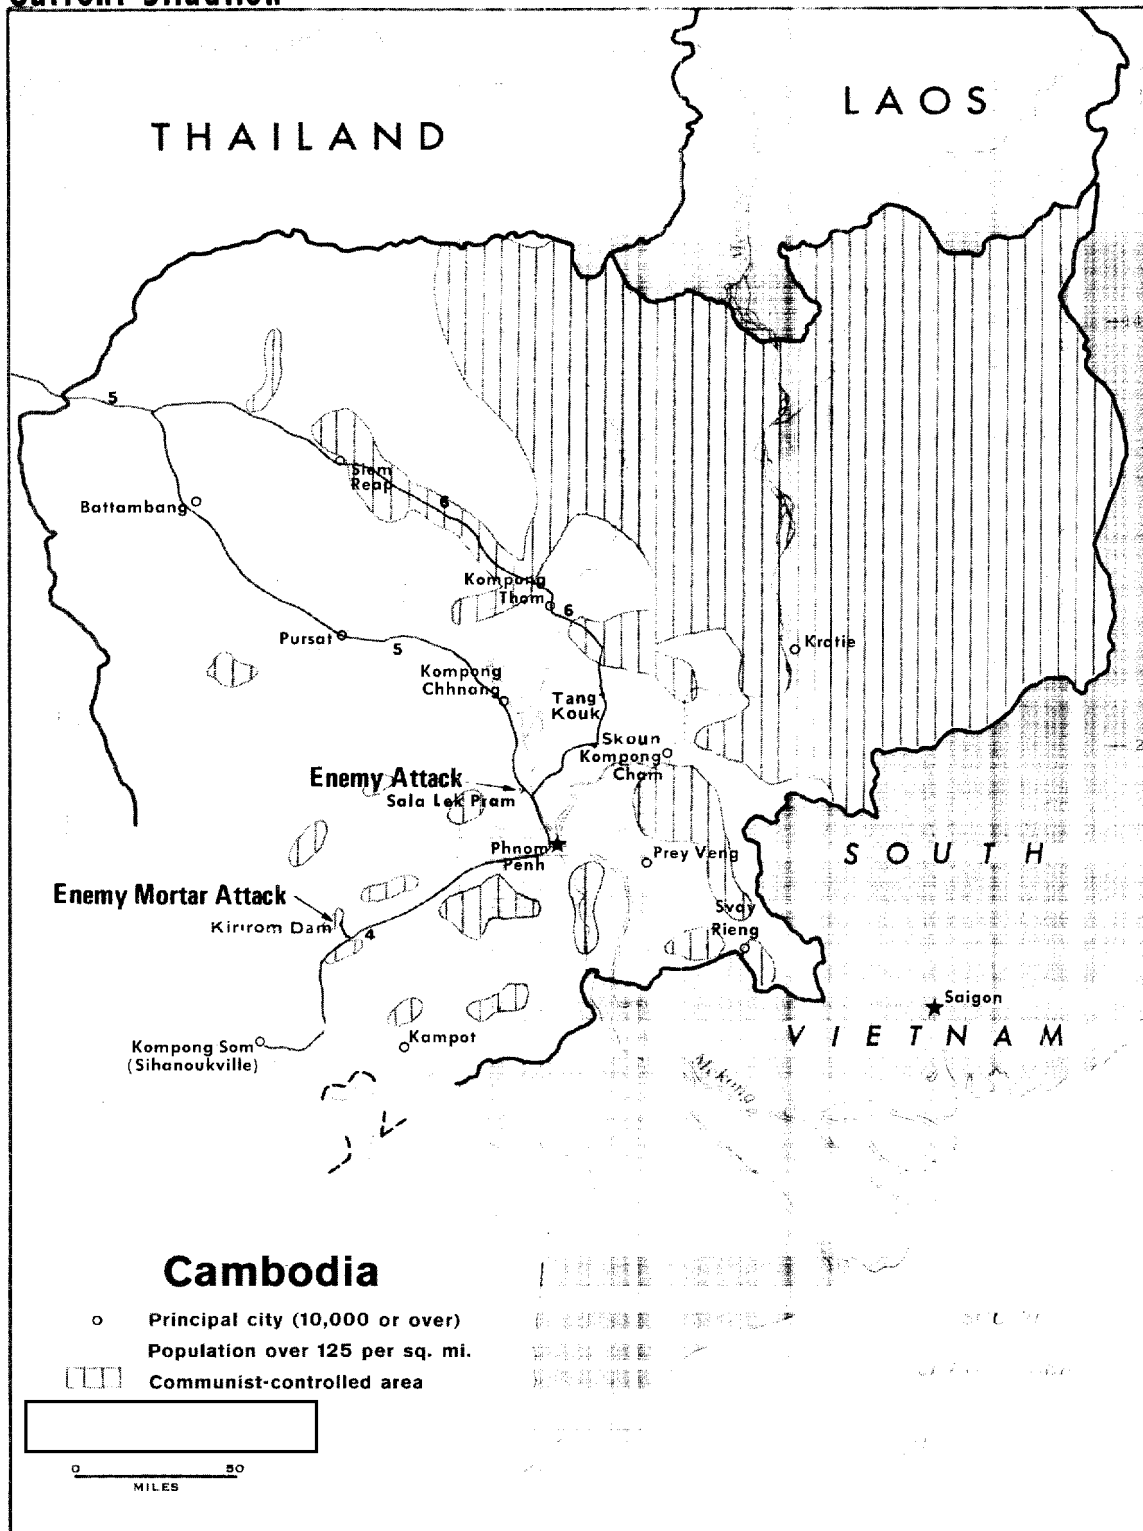 Current Situation
THAILAND
LAOS
5
Siem
Reap
Battambang
6
Kompong
Thom
6
Pursat
5
Kratie
Kompong
Chhnang
Tang
Kouk
Skoun
Kompong
Cham
Enemy Attack
Sala Lek Pram
Phnom
Penh
Prey Veng
SOUTH
Enemy Mortar Attack
Kirirom Dam
4
Svay
Rieng
Saigon
VIETNAM
Kompong Som
(Sihanoukville)
Kampot
Mekong
Cambodia
Principal city (10,000 or over)
Population over 125 per sq. mi.
Communist-controlled area
0 50
MILES